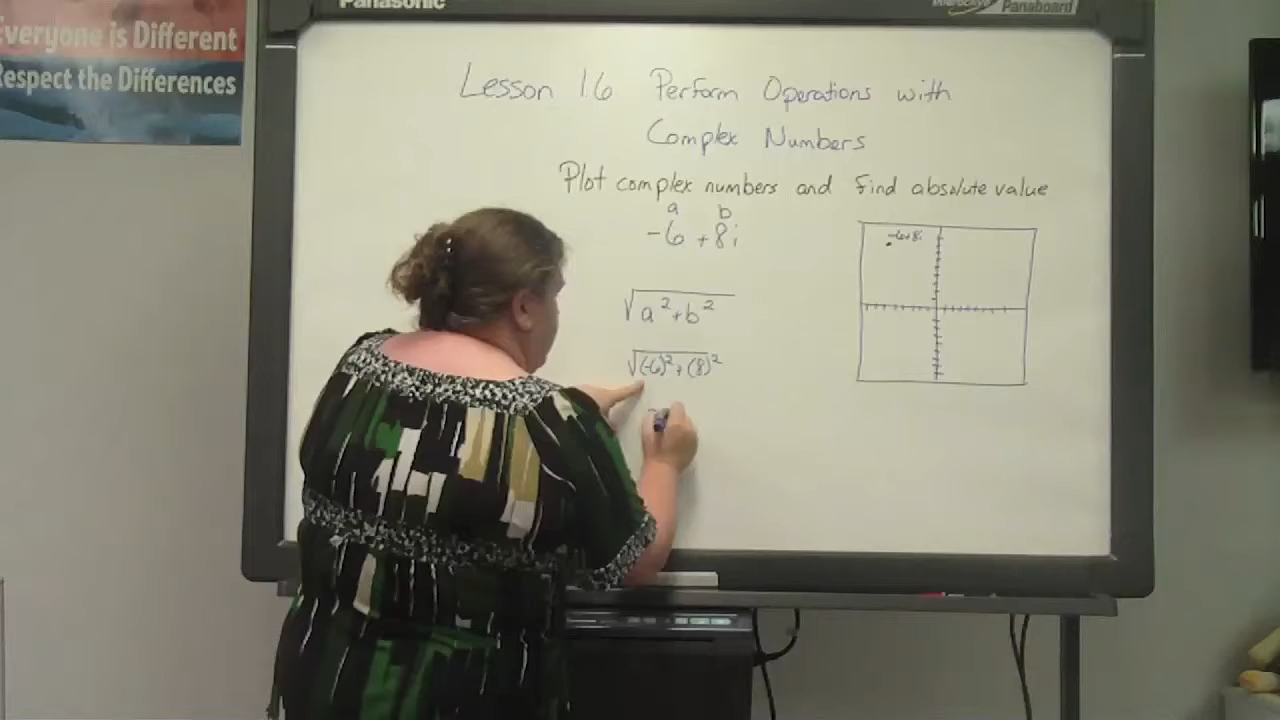 Panasonic
Interactive Panaboard
Everyone is Different
Respect the Differences
Lesson 1.6 Perform Operations with
Complex Numbers
Plot complex numbers and find absolute value
a b
-6 + 8i
-6+8i
√a²+b²
√(-6)²+(8)²